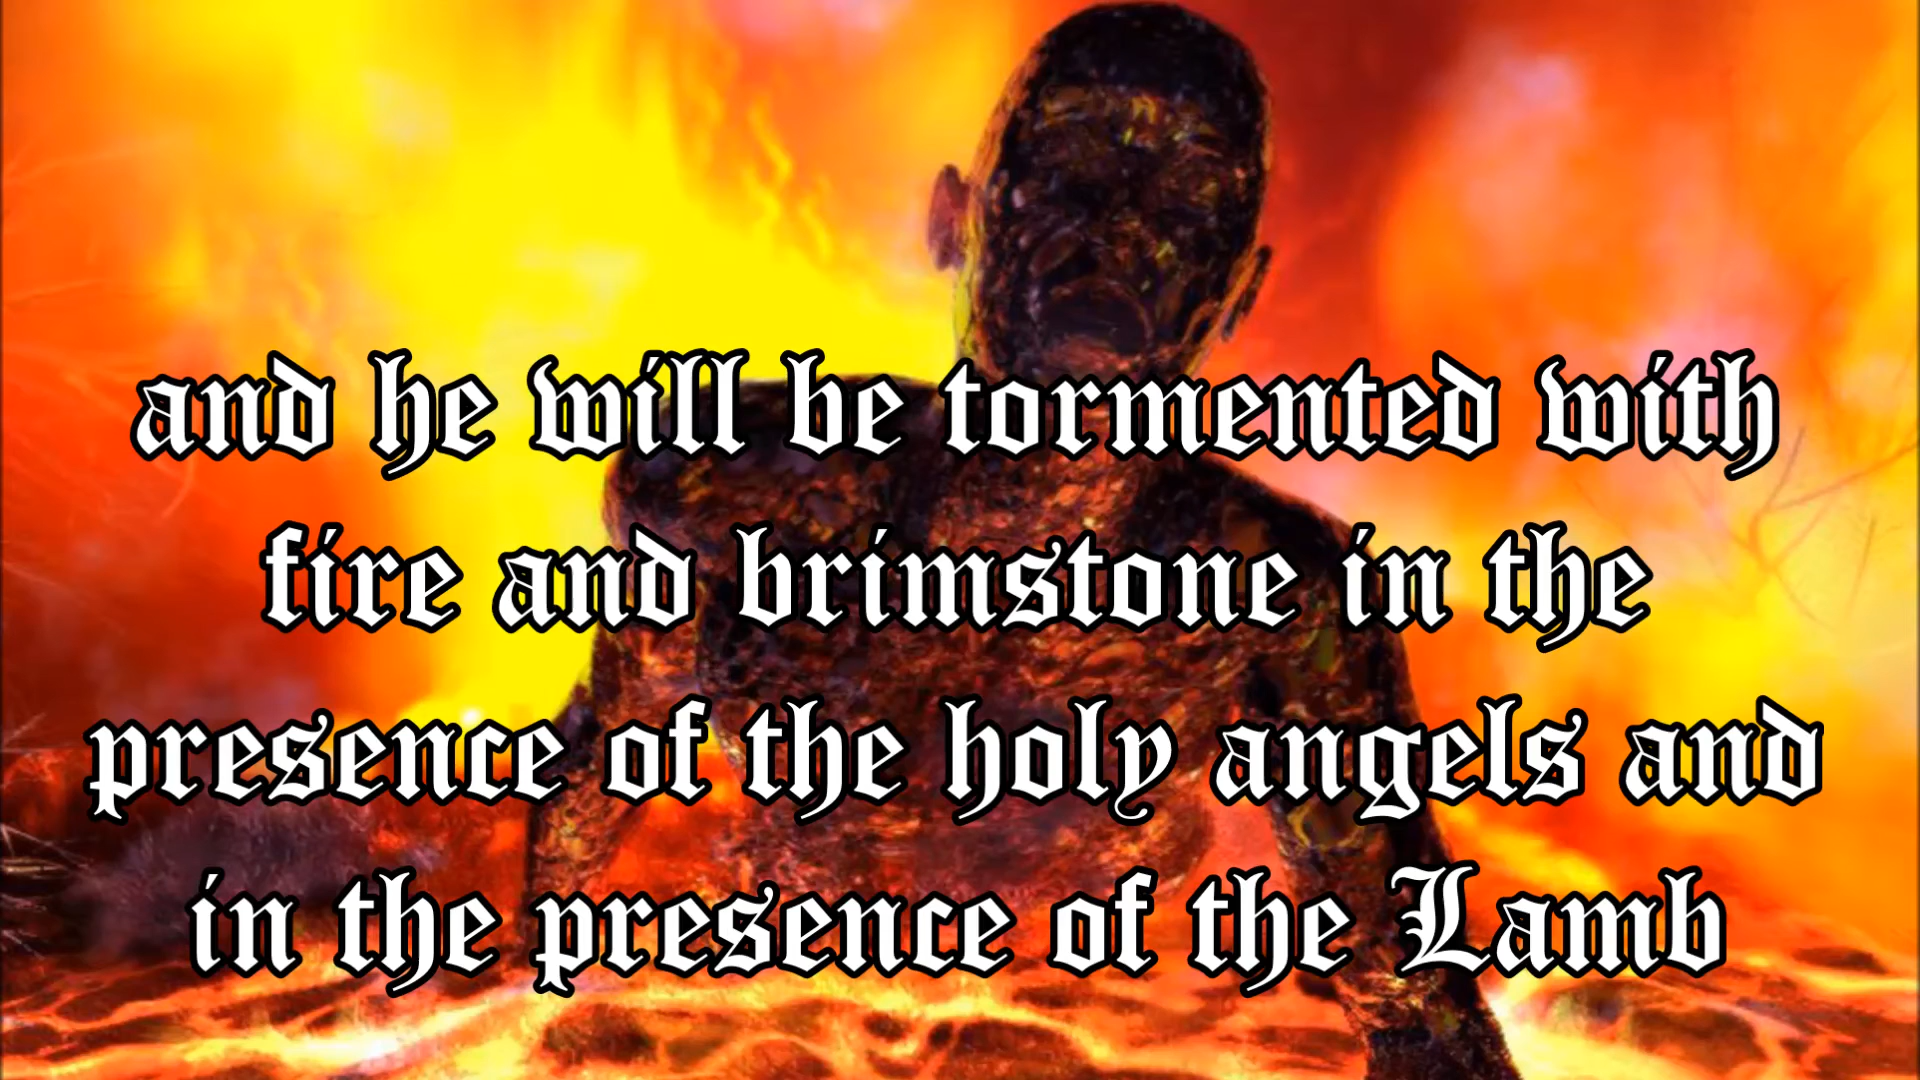 and he will be tormented with
fire and brimstone in the
presence of the holy angels and
in the presence of the Lamb